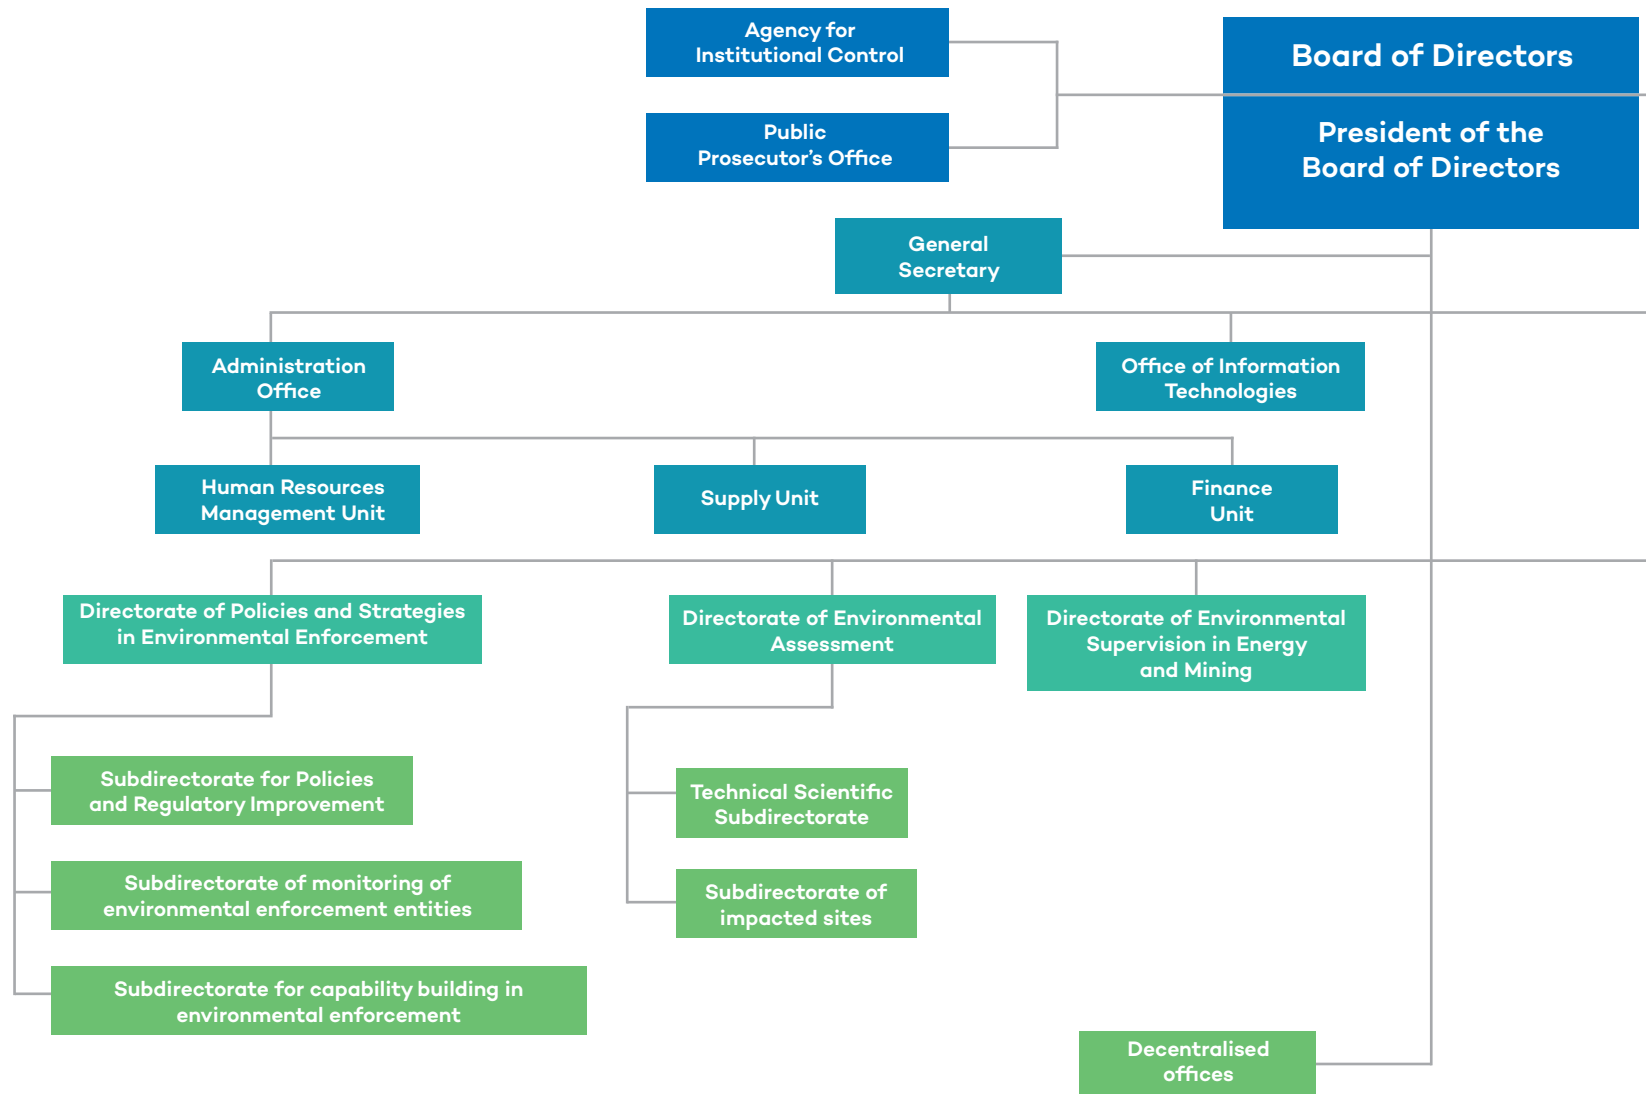 Agency for
Institutional Control
Board of Directors
Public
Prosecutor’s Office
President of the
Board of Directors
General
Secretary
Administration
Office
Office of Information
Technologies
Human Resources
Management Unit
Supply Unit
Finance
Unit
Directorate of Policies and Strategies
in Environmental Enforcement
Directorate of Environmental
Assessment
Directorate of Environmental
Supervision in Energy
and Mining
Subdirectorate for Policies
and Regulatory Improvement
Subdirectorate of monitoring of
environmental enforcement entities
Subdirectorate for capability building in
environmental enforcement
Technical Scientific
Subdirectorate
Subdirectorate of
impacted sites
Decentralised
offices